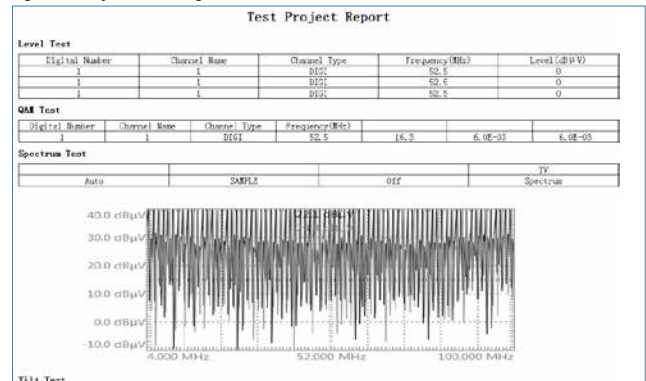 Test Project Report
Level Test
Digital Number Channel Name Channel Type Frequency(MHz) Level(dBμV)
1 1 DIGI 52.5 0
1 1 DIGI 52.5 0
1 1 DIGI 52.5 0
QAM Test
Digital Number Channel Name Channel Type Frequency(MHz)
1 1 DIGI 52.5 16.3 6.0E-03 6.0E-03
Spectrum Test
TV
Auto SAMPLE Off Spectrum
40.0 dBμV
30.0 dBμV
20.0 dBμV
10.0 dBμV
0.0 dBμV
-10.0 dBμV
4.000 MHz 52.000 MHz 100.000 MHz
Tilt Test